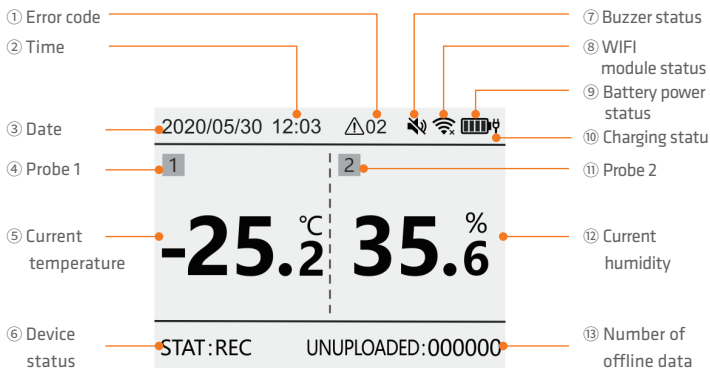 ① Error code
② Time
③ Date
④ Probe 1
⑤ Current
temperature
⑥ Device
status
2020/05/30 12:03 ⚠02
1
2
-25.2 ℃
35.6 %
STAT:REC UNUPLOADED:000000
⑦ Buzzer status
⑧ WIFI
module status
⑨ Battery power
status
⑩ Charging statu
⑪ Probe 2
⑫ Current
humidity
⑬ Number of
offline data